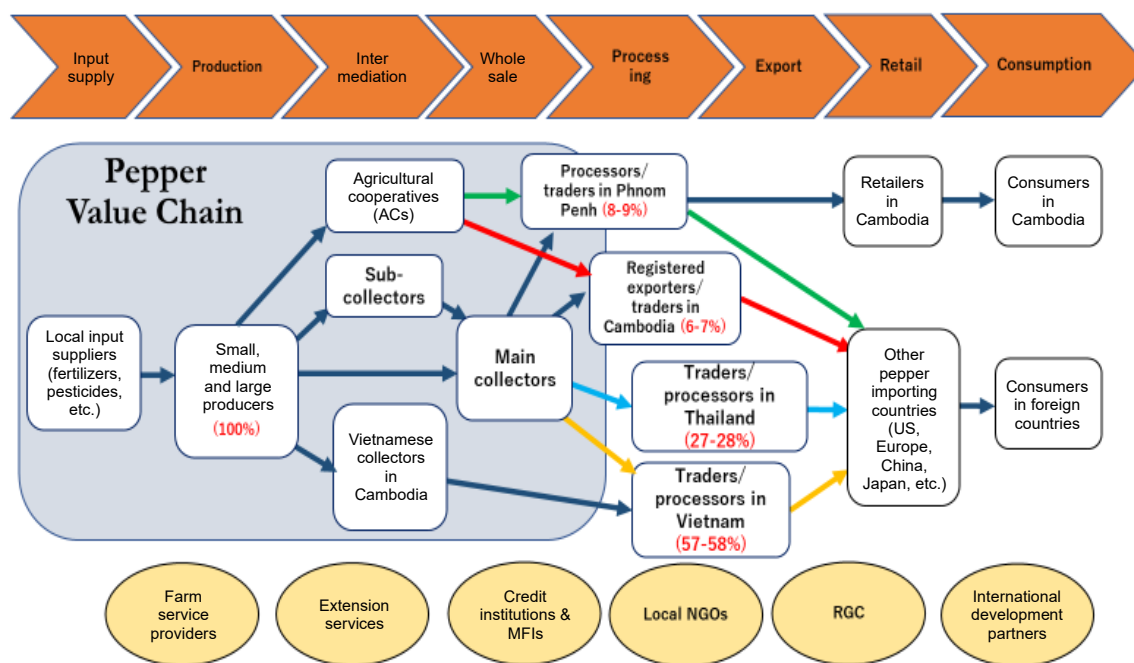 Input
supply
Production
Inter
mediation
Whole
sale
Process
ing
Export
Retail
Consumption
Pepper
Value Chain
Agricultural
cooperatives
(ACs)
Processors/
traders in Phnom
Penh (8-9%)
Retailers
in
Cambodia
Consumers
in
Cambodia
Sub-
collectors
Registered
exporters/
traders in
Cambodia (6-7%)
Local input
suppliers
(fertilizers,
pesticides,
etc.)
Small,
medium
and large
producers
(100%)
Main
collectors
Traders/
processors in
Thailand
(27-28%)
Other
pepper
importing
countries
(US,
Europe,
China,
Japan, etc.)
Consumers
in foreign
countries
Vietnamese
collectors
in
Cambodia
Traders/
processors in
Vietnam
(57-58%)
Farm
service
providers
Extension
services
Credit
institutions &
MFIs
Local NGOs
RGC
International
development
partners